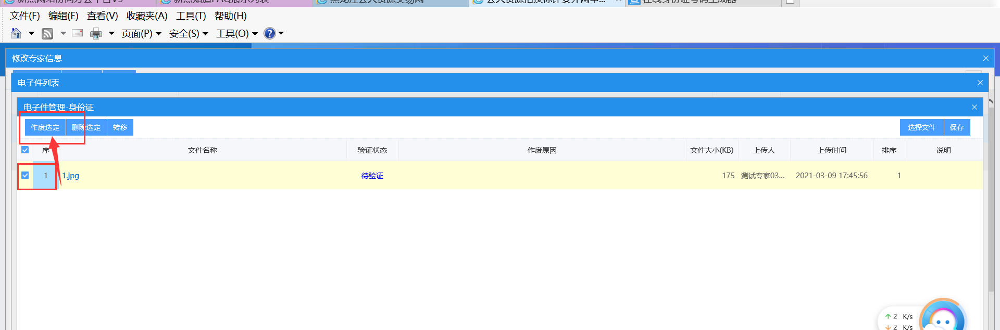 文件(F) 编辑(E) 查看(V) 收藏夹(A) 工具(T) 帮助(H)
页面(P) 安全(S) 工具(O)
修改专家信息
电子件列表
电子件管理-身份证
作废选定 删除选定 转移 选择文件 保存
序 文件名称 验证状态 作废原因 文件大小(KB) 上传人 上传时间 排序 说明
1 1.jpg 待验证 175 测试专家03... 2021-03-09 17:45:56 1
2 K/s
2 K/s